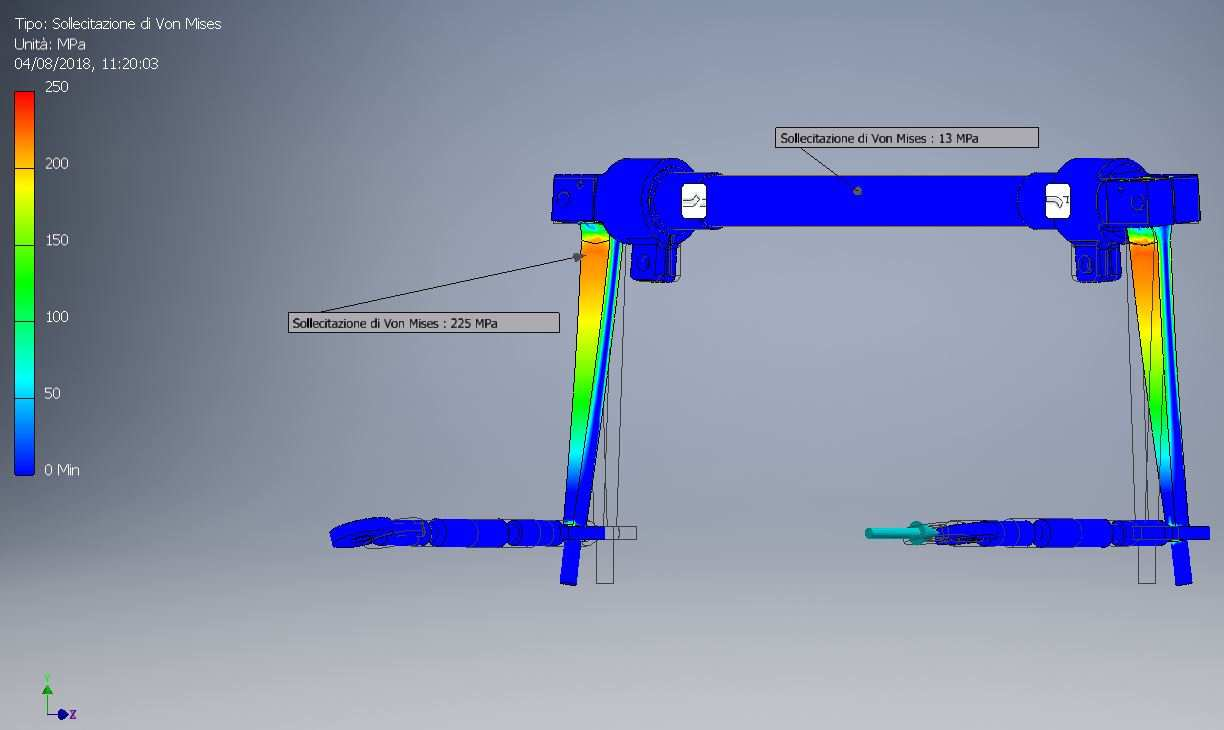 Tipo: Sollecitazione di Von Mises
Unità: MPa
04/08/2018, 11:20:03
250
200
150
100
50
0 Min
Sollecitazione di Von Mises : 13 MPa
Sollecitazione di Von Mises : 225 MPa
Y
Z